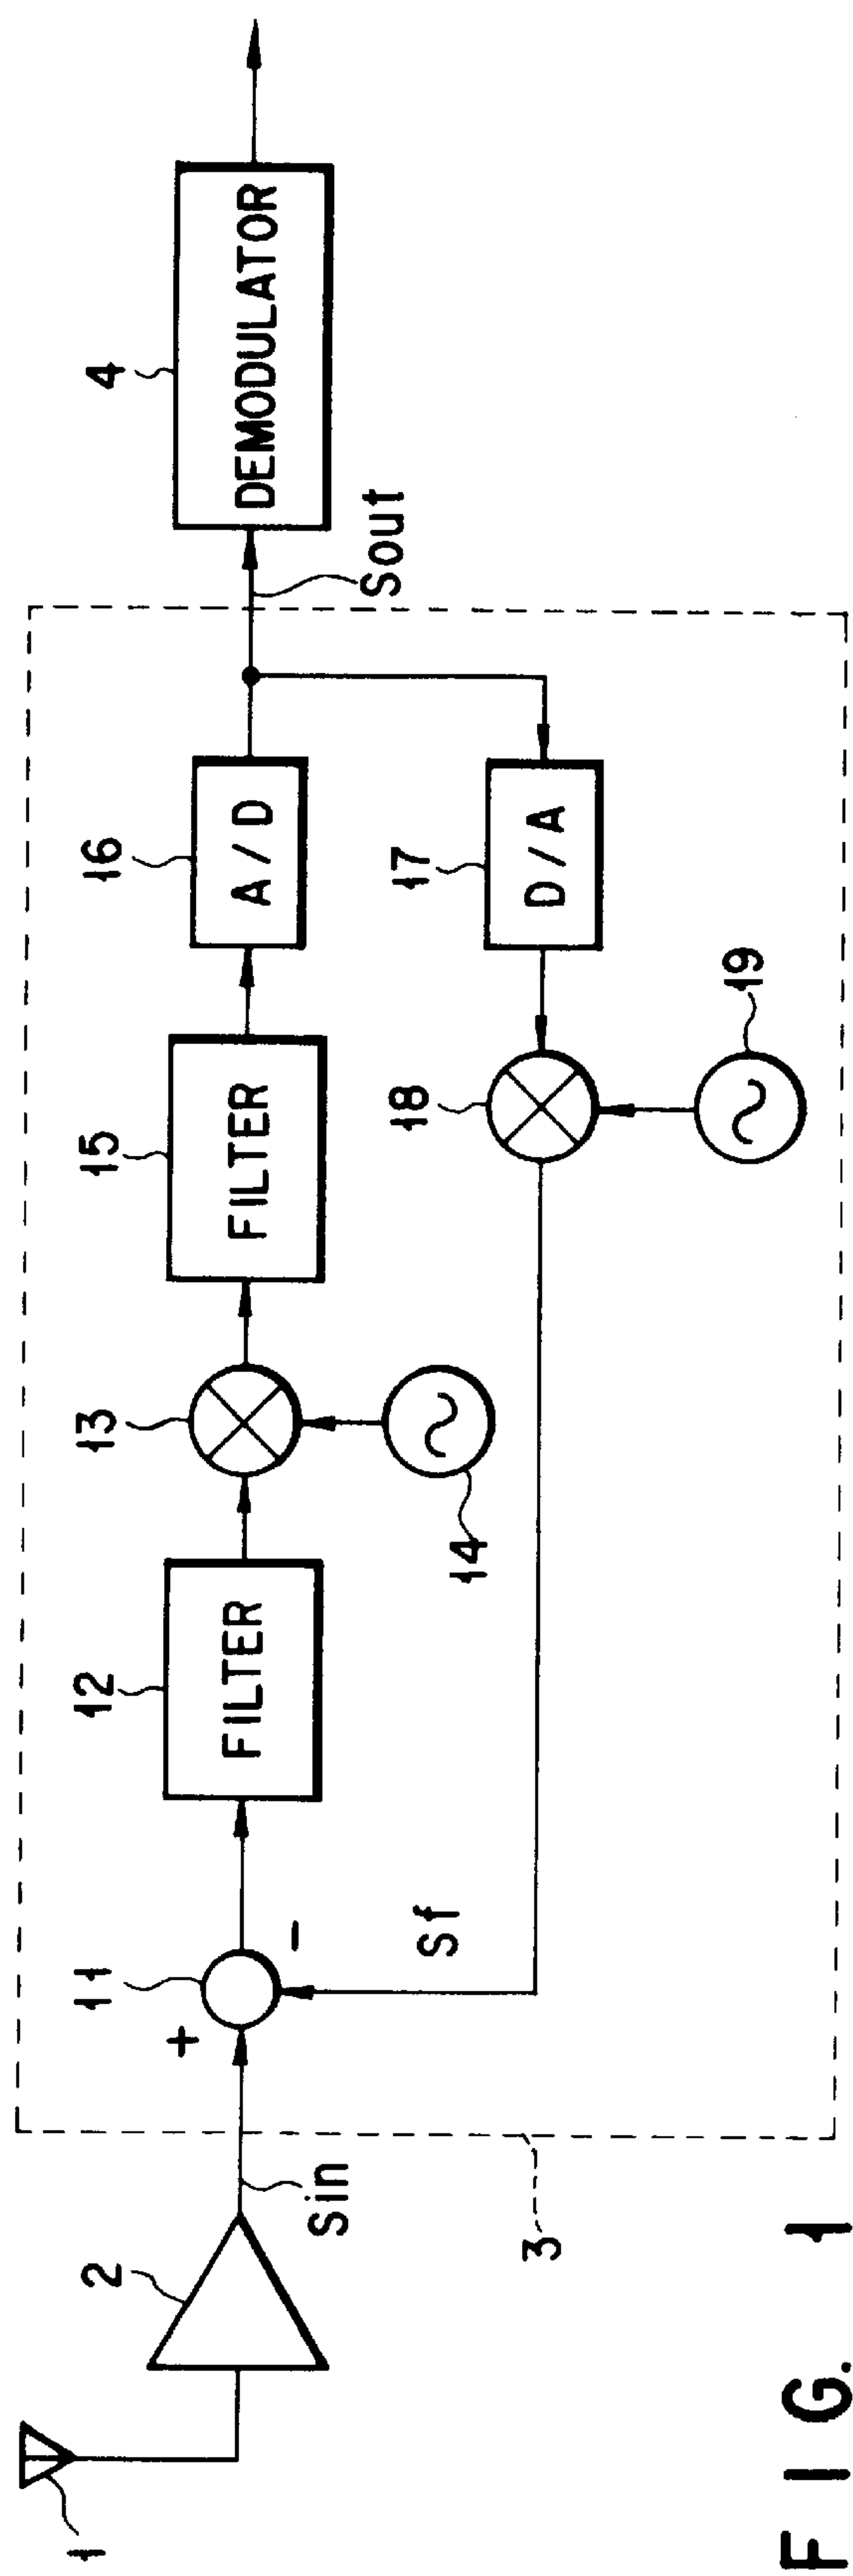 1
2
Sin
3
+
11
-
Sf
12
FILTER
13
14
15
FILTER
16
A/D
17
D/A
18
19
Sout
4
DEMODULATOR
FIG. 1